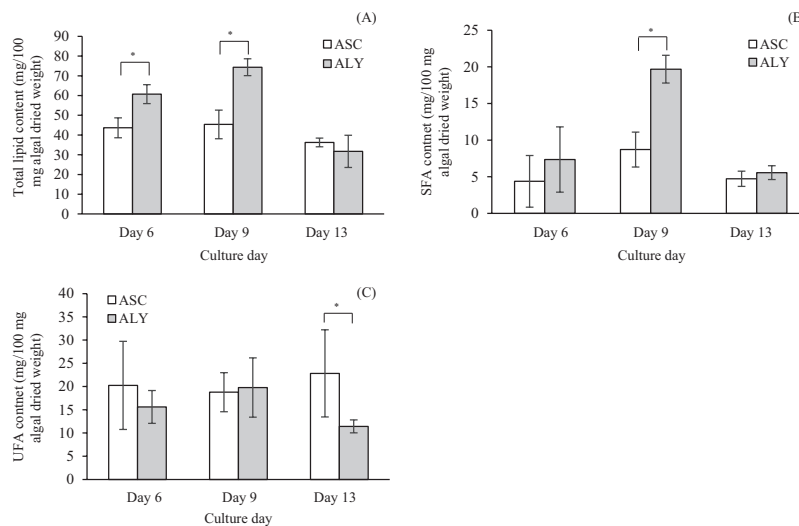 (A)
Total lipid content (mg/100
mg algal dried weight)
90
80
70
60
50
40
30
20
10
0
ASC
ALY
*
*
Day 6
Day 9
Day 13
Culture day
(B)
SFA contnet (mg/100 mg
algal dried weight)
25
20
15
10
5
0
ASC
ALY
*
Day 6
Day 9
Day 13
Culture day
(C)
UFA contnet (mg/100 mg
algal dried weight)
40
35
30
25
20
15
10
5
0
ASC
ALY
*
Day 6
Day 9
Day 13
Culture day